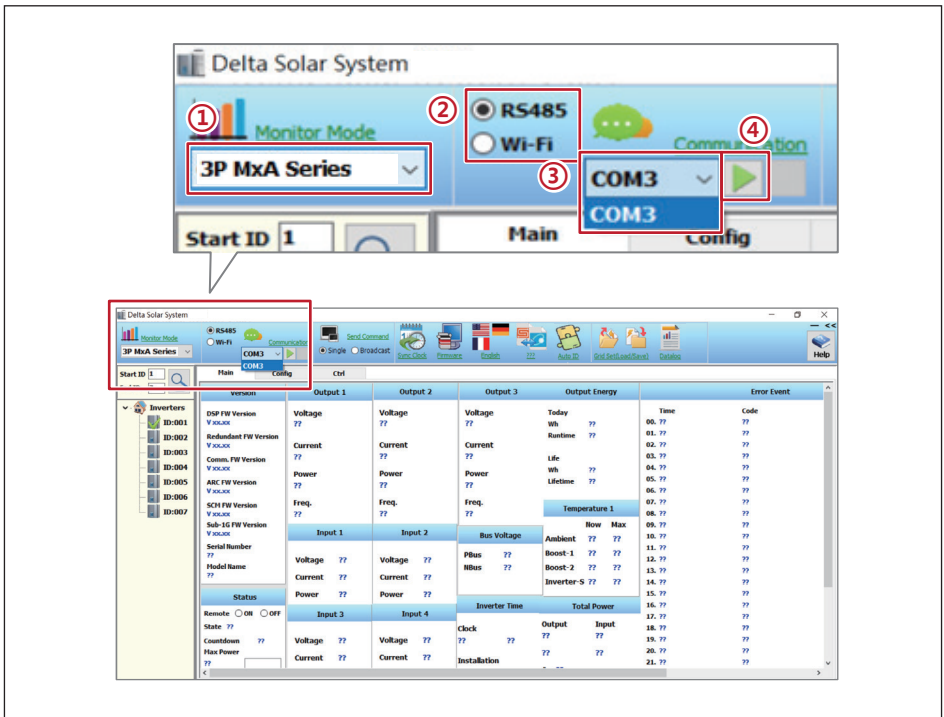 Delta Solar System
①
Monitor Mode
3P MxA Series
②
RS485
Wi-Fi
③
COM3
COM3
④
Communication
Start ID 1
Main
Config
Delta Solar System
Monitor Mode
3P MxA Series
RS485
Wi-Fi
Communication
COM3
COM3
Send Command
Single Broadcast
Sync Clock
Firmware
English
???
Auto ID
Grid Set(Load/Save)
Datalog
Help
Start ID 1
Main Config Ctrl
Inverters
ID:001
ID:002
ID:003
ID:004
ID:005
ID:006
ID:007
Version
DSP FW Version
V xx.xx
Redundant FW Version
V xx.xx
Comm. FW Version
V xx.xx
ARC FW Version
V xx.xx
SCM FW Version
V xx.xx
Sub-1G FW Version
V xx.xx
Serial Number
??
Model Name
??
Status
Remote ON OFF
State ??
Countdown ??
Max Power
??
Output 1
Voltage
??
Current
??
Power
??
Freq.
??
Output 2
Voltage
??
Current
??
Power
??
Freq.
??
Output 3
Voltage
??
Current
??
Power
??
Freq.
??
Input 1
Voltage ??
Current ??
Power ??
Input 2
Voltage ??
Current ??
Power ??
Input 3
Voltage ??
Current ??
Input 4
Voltage ??
Current ??
Bus Voltage
PBus ??
NBus ??
Inverter Time
Clock
?? ??
Installation
Output Energy
Today
Wh ??
Runtime ??
Life
Wh ??
Lifetime ??
Temperature 1
Now Max
Ambient ?? ??
Boost-1 ?? ??
Boost-2 ?? ??
Inverter-S ?? ??
Total Power
Output Input
?? ??
?? ??
Error Event
Time Code
00. ?? ??
01. ?? ??
02. ?? ??
03. ?? ??
04. ?? ??
05. ?? ??
06. ?? ??
07. ?? ??
08. ?? ??
09. ?? ??
10. ?? ??
11. ?? ??
12. ?? ??
13. ?? ??
14. ?? ??
15. ?? ??
16. ?? ??
17. ?? ??
18. ?? ??
19. ?? ??
20. ?? ??
21. ?? ??